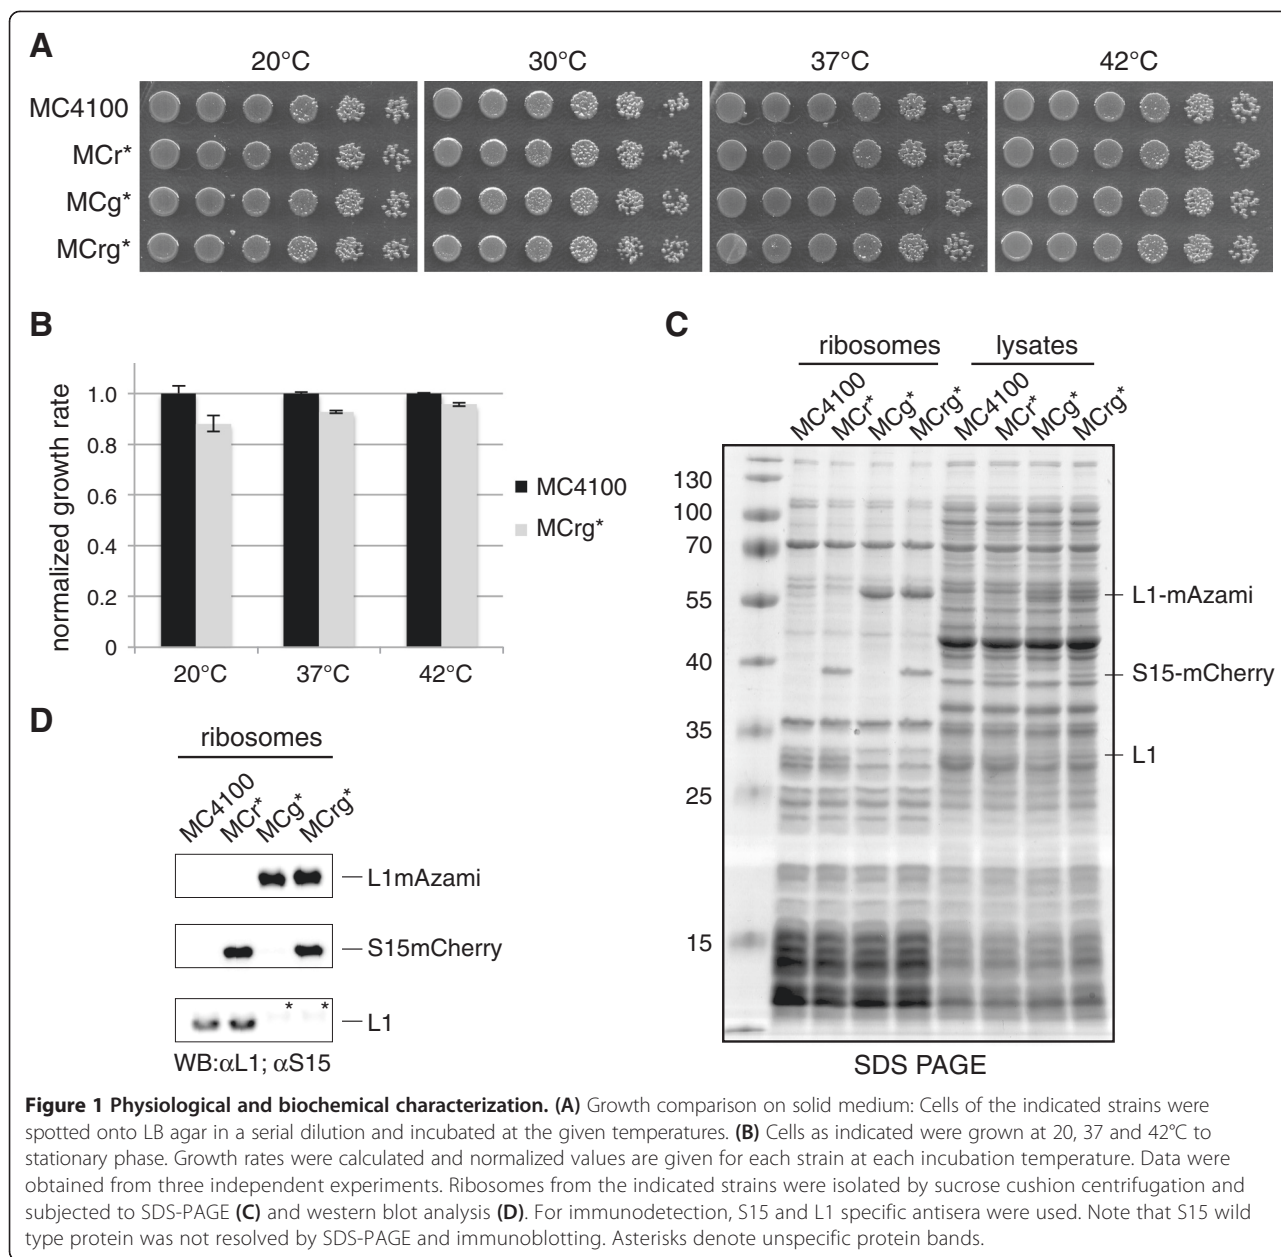 A
20°C 30°C 37°C 42°C
MC4100
MCr*
MCg*
MCrg*
B
normalized growth rate
1.0
0.8
0.6
0.4
0.2
0
20°C 37°C 42°C
MC4100
MCrg*
C
ribosomes lysates
MC4100 MCr* MCg* MCrg* MC4100 MCr* MCg* MCrg*
130
100
70
55
40
35
25
15
L1-mAzami
S15-mCherry
L1
SDS PAGE
D
ribosomes
MC4100 MCr* MCg* MCrg*
L1mAzami
S15mCherry
* *
L1
WB:αL1; αS15
Figure 1 Physiological and biochemical characterization. (A) Growth comparison on solid medium: Cells of the indicated strains were
spotted onto LB agar in a serial dilution and incubated at the given temperatures. (B) Cells as indicated were grown at 20, 37 and 42°C to
stationary phase. Growth rates were calculated and normalized values are given for each strain at each incubation temperature. Data were
obtained from three independent experiments. Ribosomes from the indicated strains were isolated by sucrose cushion centrifugation and
subjected to SDS-PAGE (C) and western blot analysis (D). For immunodetection, S15 and L1 specific antisera were used. Note that S15 wild
type protein was not resolved by SDS-PAGE and immunoblotting. Asterisks denote unspecific protein bands.